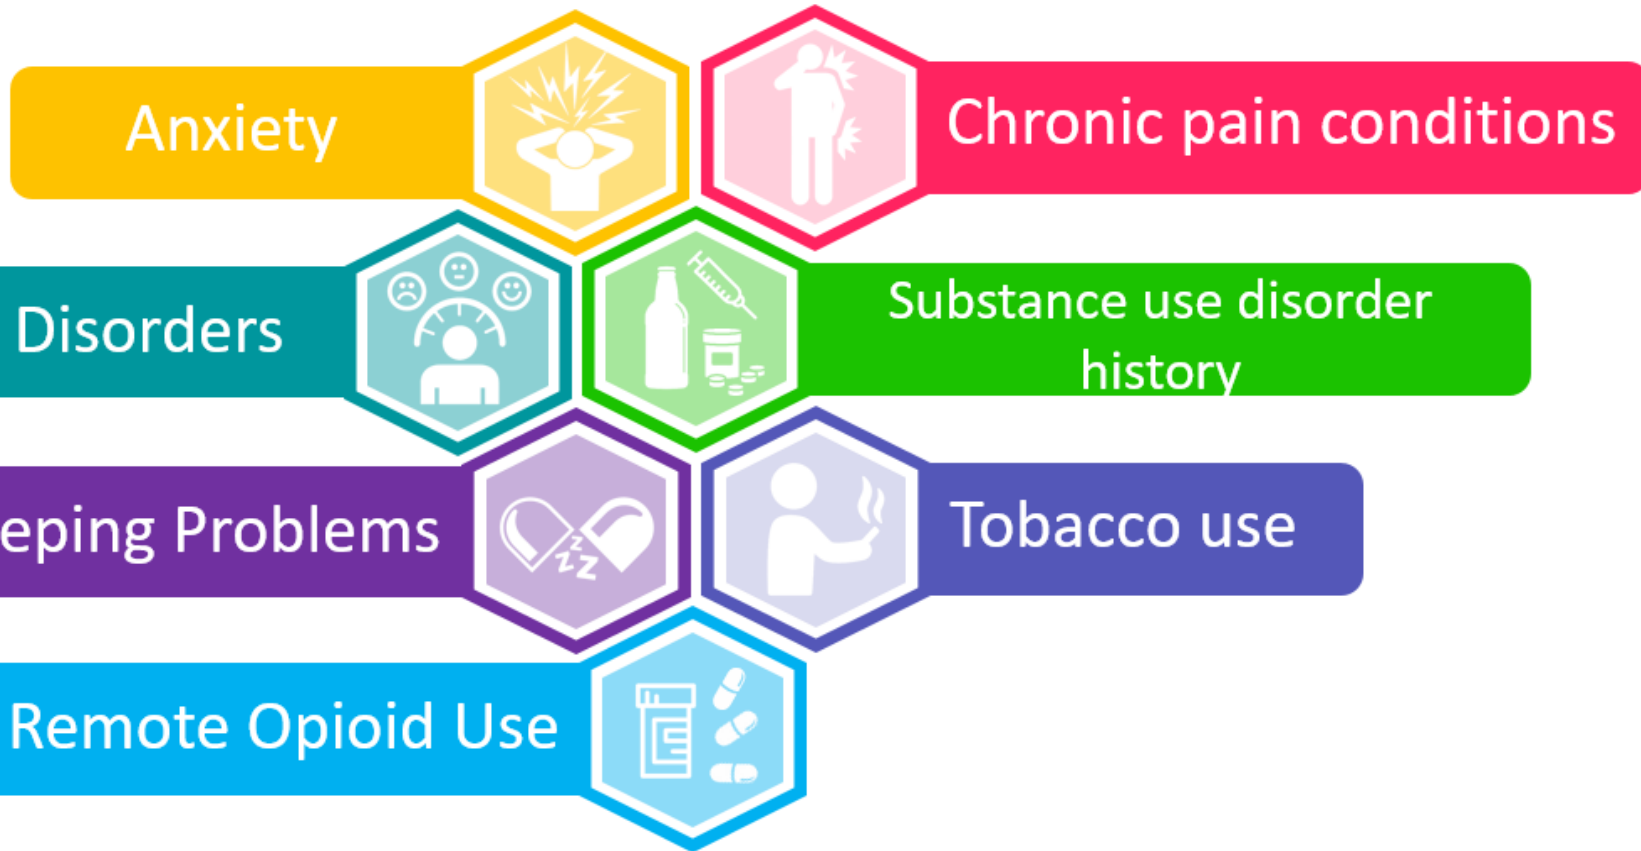 Anxiety
Chronic pain conditions
Disorders
Substance use disorder
history
eping Problems
Tobacco use
Remote Opioid Use